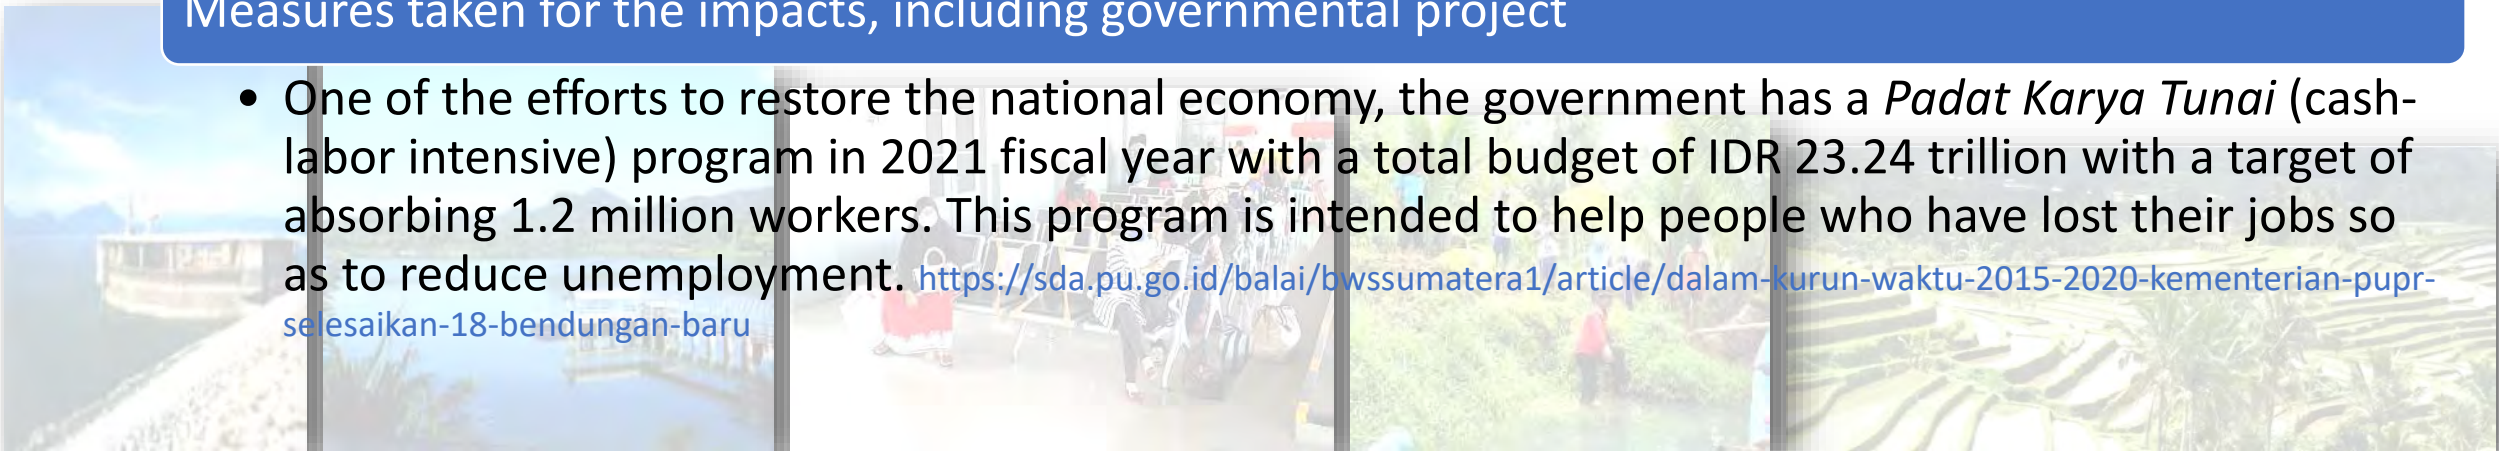 Measures taken for the impacts, including governmental project
• One of the efforts to restore the national economy, the government has a Padat Karya Tunai (cash-
labor intensive) program in 2021 fiscal year with a total budget of IDR 23.24 trillion with a target of
absorbing 1.2 million workers. This program is intended to help people who have lost their jobs so
as to reduce unemployment. https://sda.pu.go.id/balai/bwssumatera1/article/dalam-kurun-waktu-2015-2020-kementerian-pupr-
selesaikan-18-bendungan-baru